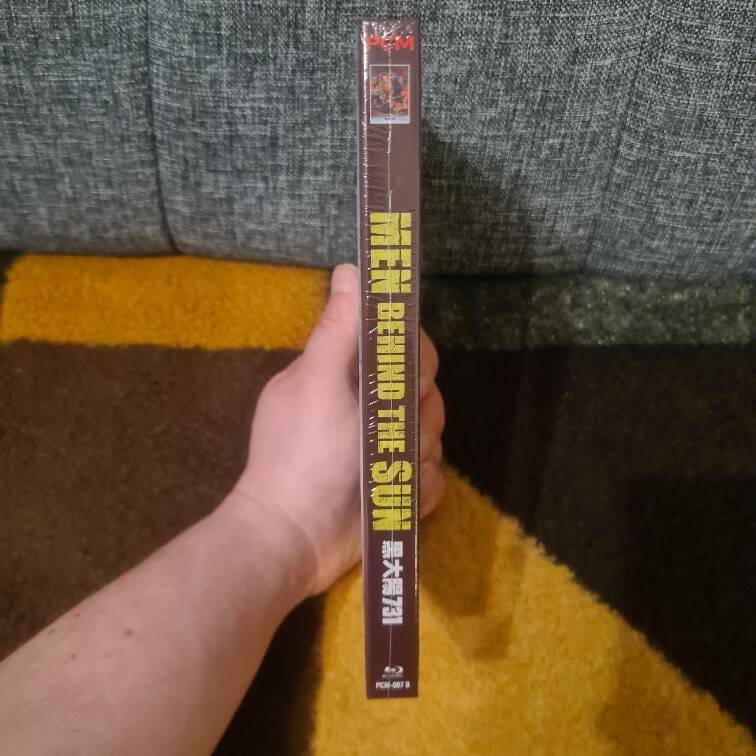 PCM
MEN BEHIND THE SUN
黑太陽731
PCM-007 B